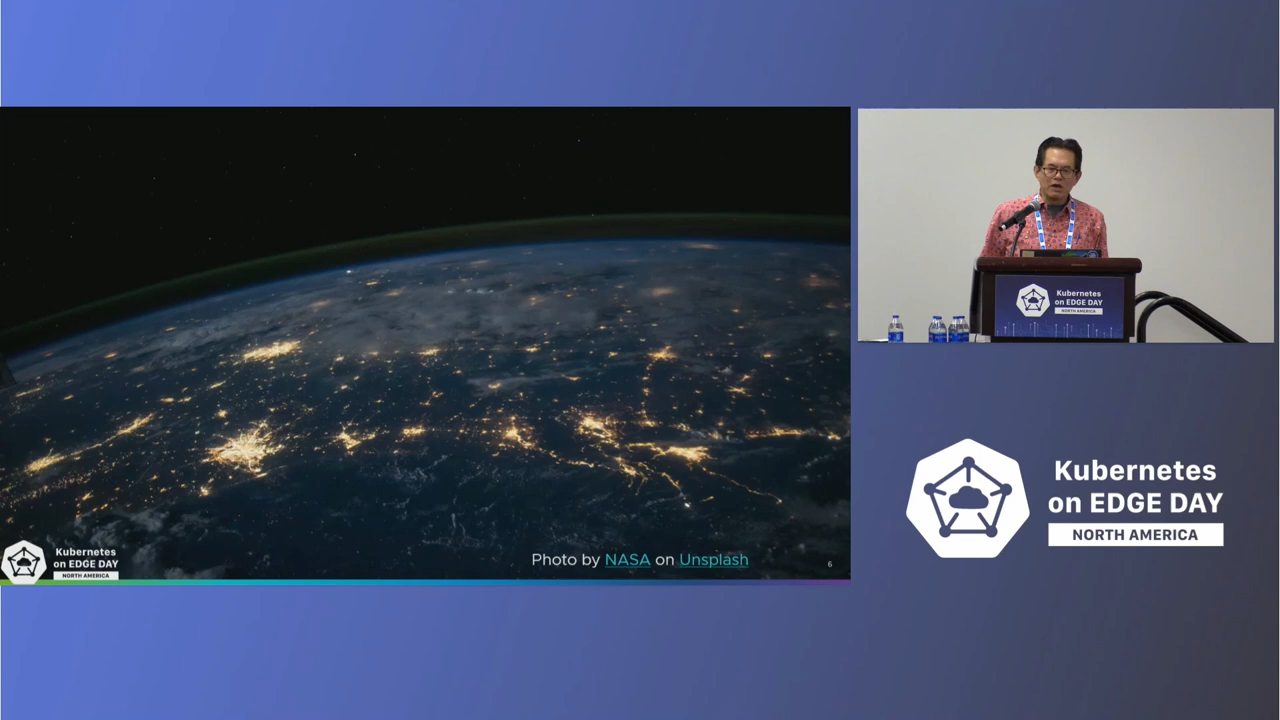 Kubernetes
on EDGE DAY
NORTH AMERICA
Photo by NASA on Unsplash
6
Kubernetes
on EDGE DAY
NORTH AMERICA
Kubernetes
on EDGE DAY
NORTH AMERICA